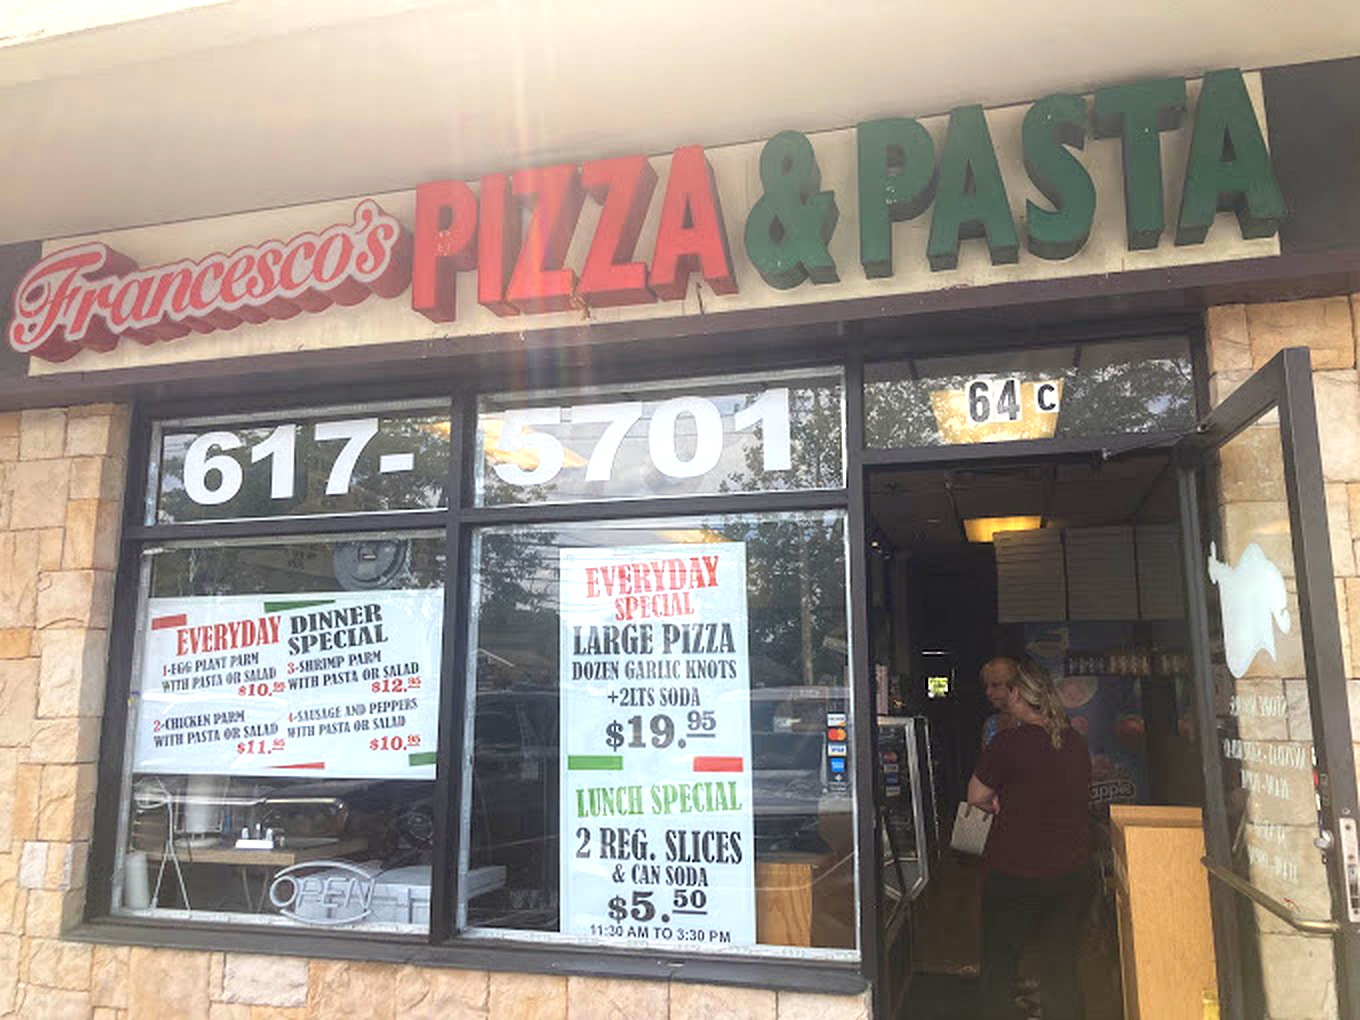 Francesco's PIZZA & PASTA
617-5701
64 C
EVERYDAY DINNER SPECIAL
1-EGG PLANT PARM
WITH PASTA OR SALAD
$10.95
2-CHICKEN PARM
WITH PASTA OR SALAD
$11.95
3-SHRIMP PARM
WITH PASTA OR SALAD
$12.95
4-SAUSAGE AND PEPPERS
WITH PASTA OR SALAD
$10.95
EVERYDAY
SPECIAL
LARGE PIZZA
DOZEN GARLIC KNOTS
+2LTS SODA
$19.95
LUNCH SPECIAL
2 REG. SLICES
& CAN SODA
$5.50
11:30 AM TO 3:30 PM
OPEN